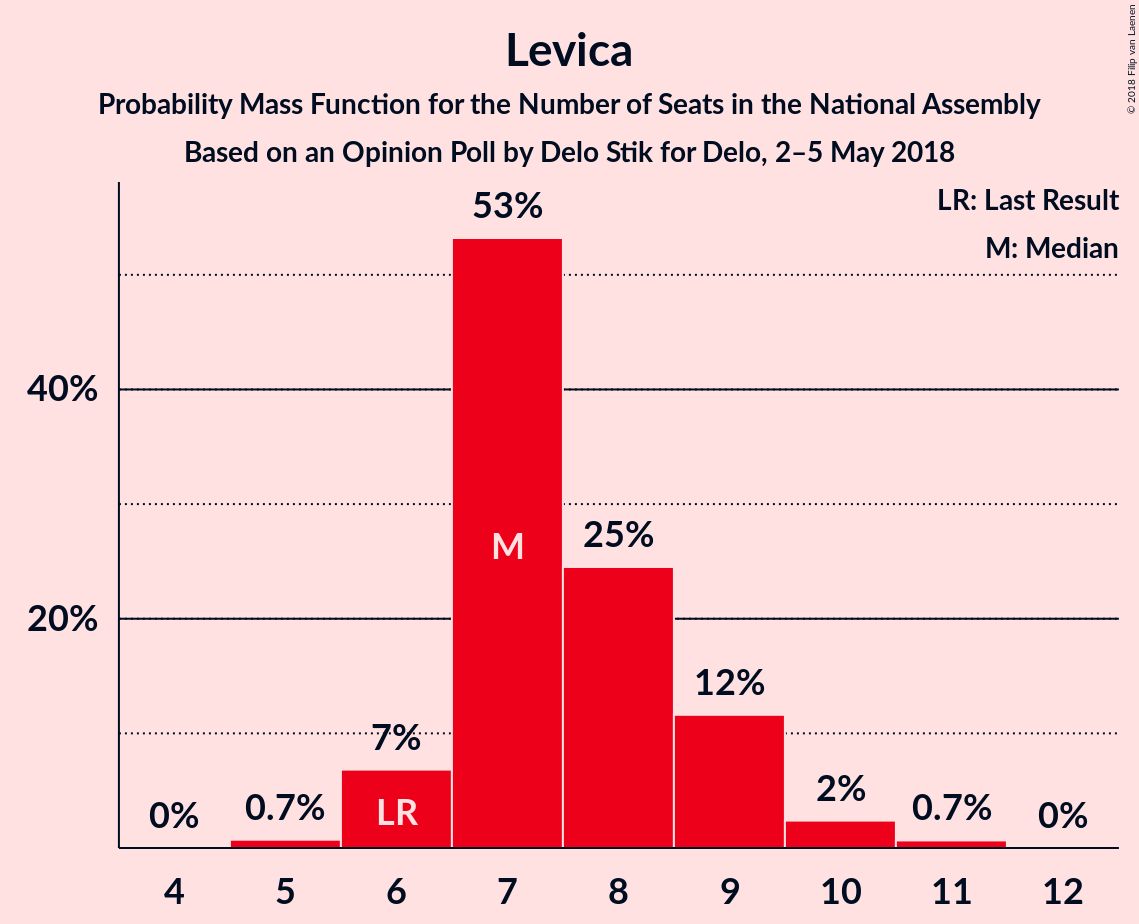 Levica
Probability Mass Function for the Number of Seats in the National Assembly
Based on an Opinion Poll by Delo Stik for Delo, 2–5 May 2018
© 2018 Filip van Laenen
LR: Last Result
M: Median
53%
40%
M
25%
20%
12%
7%
2%
0%
0.7%
LR
0.7%
0%
4 5 6 7 8 9 10 11 12